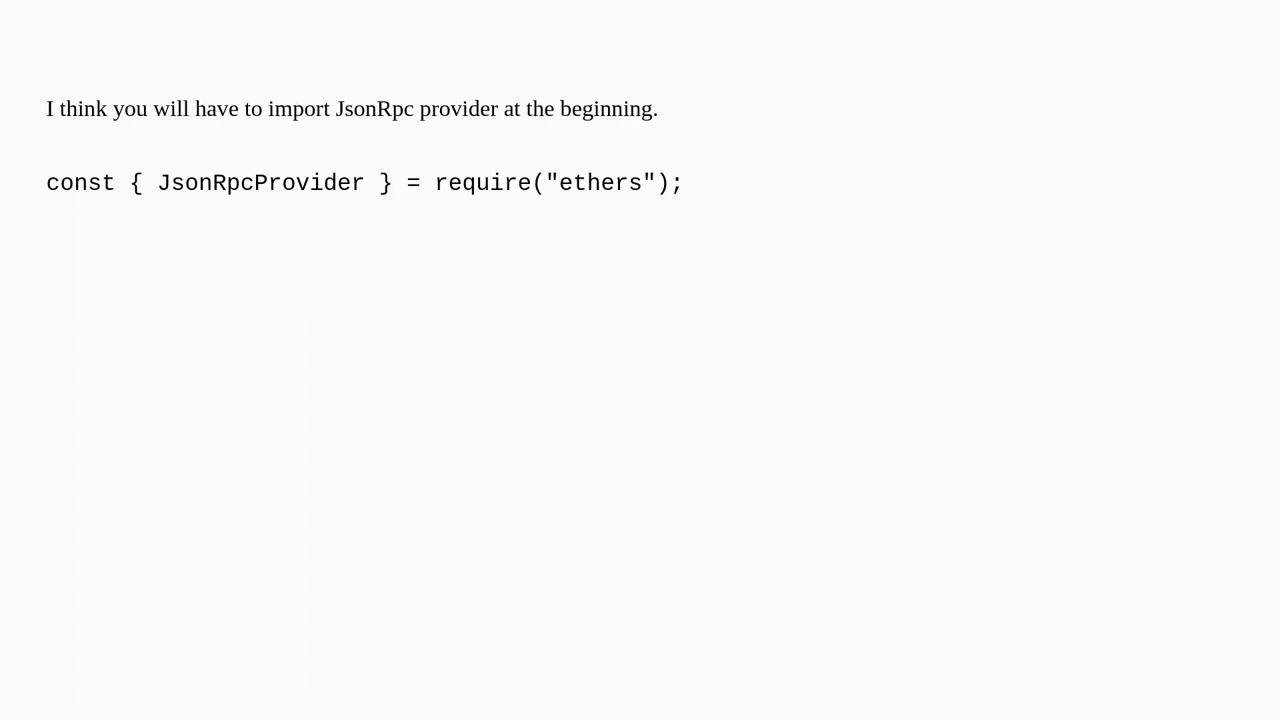 I think you will have to import JsonRpc provider at the beginning.
const { JsonRpcProvider } = require("ethers");